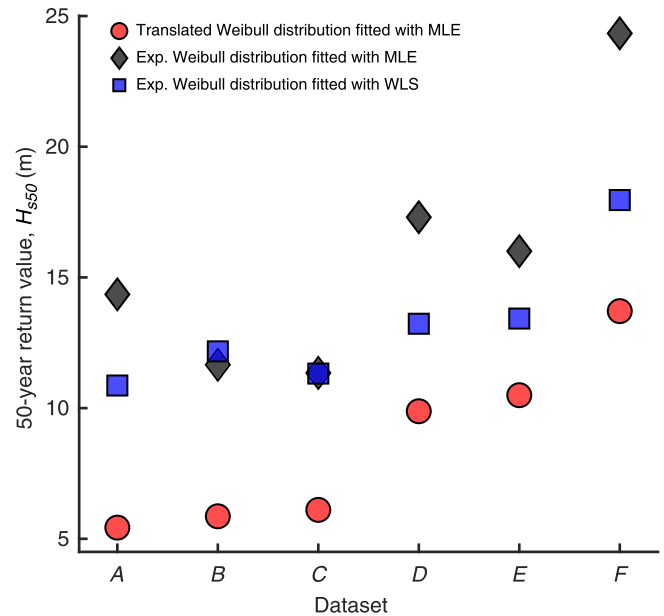 25
20
15
10
5
50-year return value, Hs50 (m)
Translated Weibull distribution fitted with MLE
Exp. Weibull distribution fitted with MLE
Exp. Weibull distribution fitted with WLS
A B C D E F
Dataset